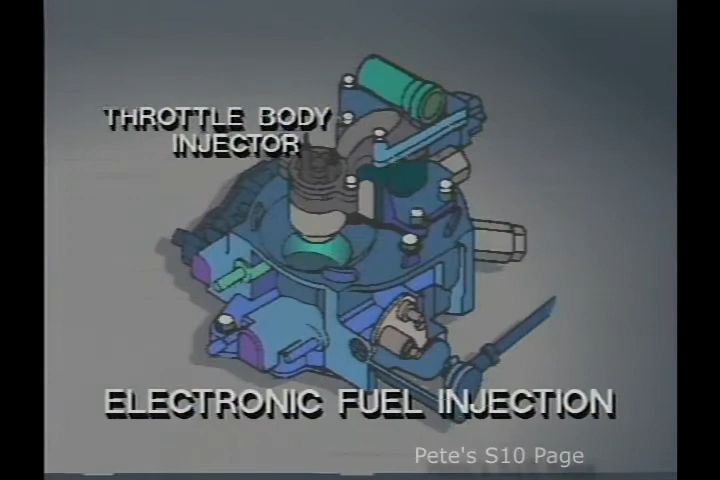 THROTTLE BODY
INJECTOR
ELECTRONIC FUEL INJECTION
Pete's S10 Page